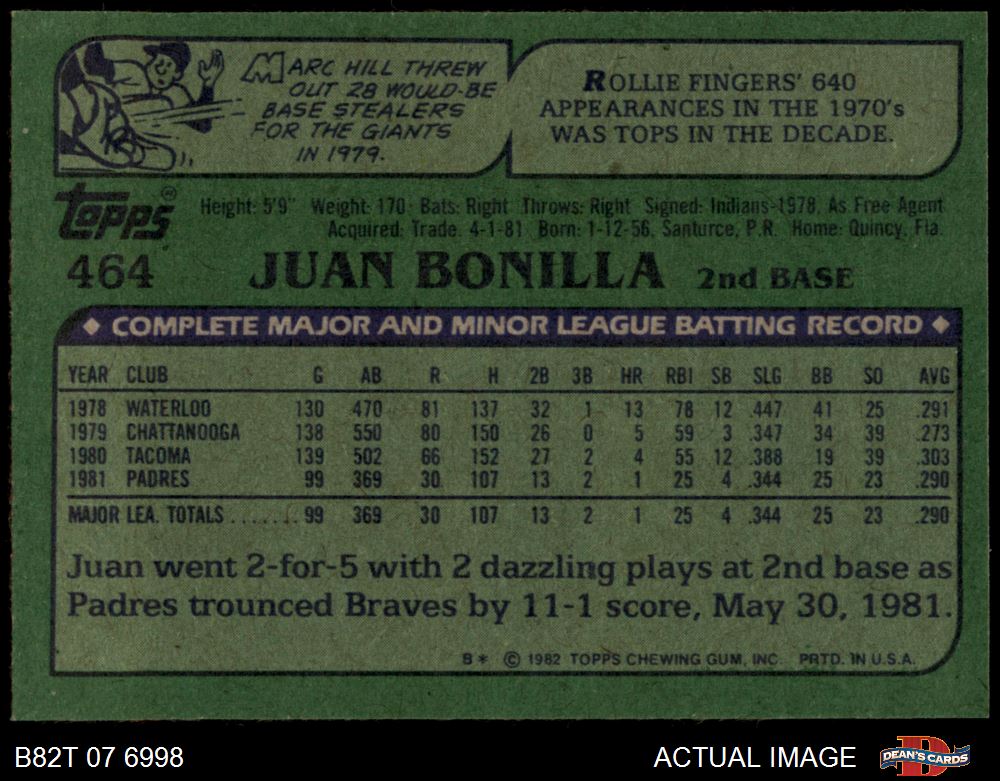 MARC HILL THREW
OUT 28 WOULD-BE
BASE STEALERS
FOR THE GIANTS
IN 1979.
ROLLIE FINGERS' 640
APPEARANCES IN THE 1970's
WAS TOPS IN THE DECADE.
topps®
Height: 5'9" Weight: 170 Bats: Right Throws: Right Signed: Indians-1978, As Free Agent
Acquired: Trade, 4-1-81 Born: 1-12-56, Santurce, P.R. Home: Quincy, Fla.
464 JUAN BONILLA 2nd BASE
◆ COMPLETE MAJOR AND MINOR LEAGUE BATTING RECORD ◆
YEAR CLUB G AB R H 2B 3B HR RBI SB SLG BB SO AVG
1978 WATERLOO 130 470 81 137 32 1 13 78 12 .447 41 25 .291
1979 CHATTANOOGA 138 550 80 150 26 0 5 59 3 .347 34 39 .273
1980 TACOMA 139 502 66 152 27 2 4 55 12 .388 19 39 .303
1981 PADRES 99 369 30 107 13 2 1 25 4 .344 25 23 .290
MAJOR LEA. TOTALS ....... 99 369 30 107 13 2 1 25 4 .344 25 23 .290
Juan went 2-for-5 with 2 dazzling plays at 2nd base as
Padres trounced Braves by 11-1 score, May 30, 1981.
B* © 1982 TOPPS CHEWING GUM, INC. PRTD. IN U.S.A.
B82T 07 6998
ACTUAL IMAGE
DEAN'S CARDS